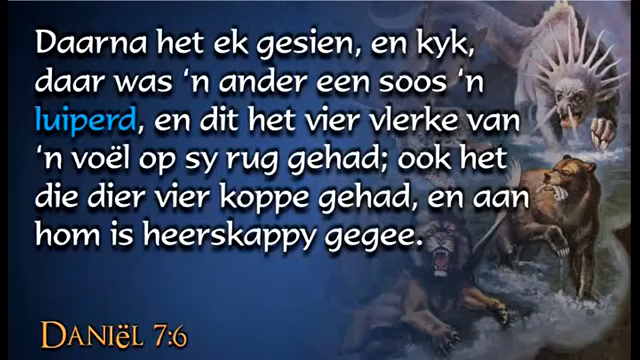 Daarna het ek gesien, en kyk,
daar was ‘n ander een soos ‘n
luiperd, en dit het vier vlerke van
‘n voël op sy rug gehad; ook het
die dier vier koppe gehad, en aan
hom is heerskappy gegee.
Daniël 7:6